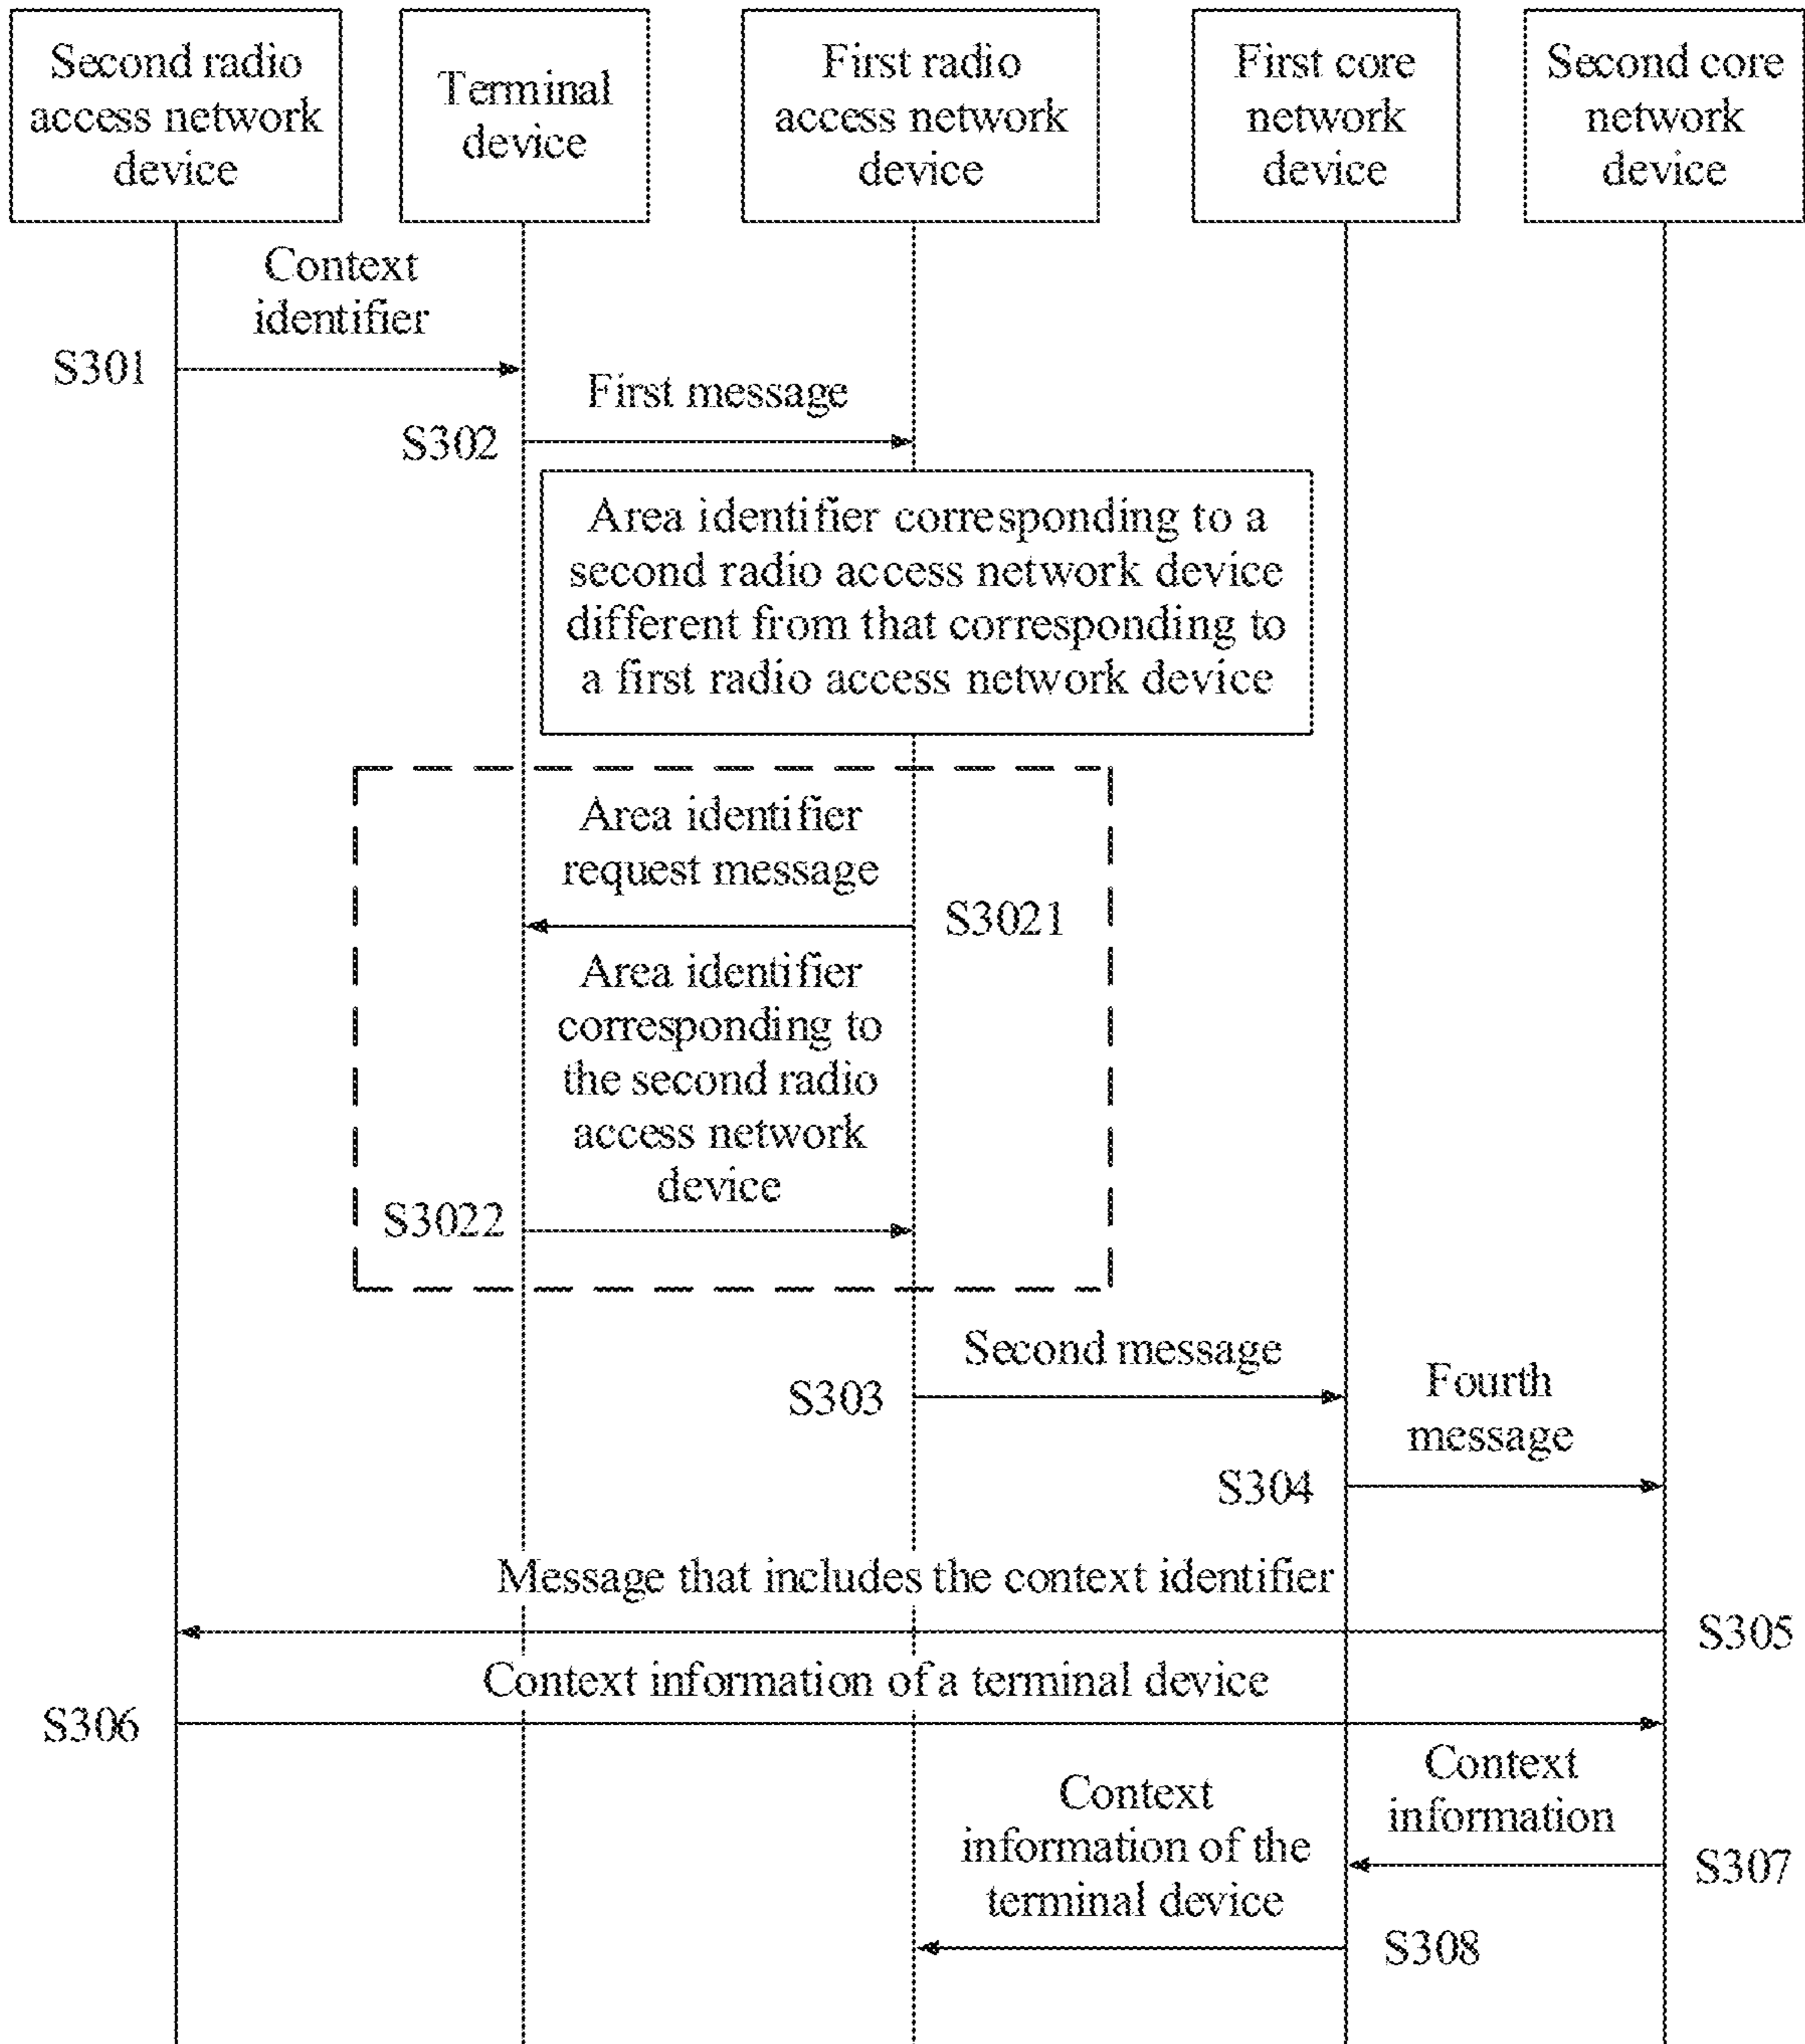 Second radio
access network
device
Terminal
device
First radio
access network
device
First core
network
device
Second core
network
device
Context
identifier
S301
First message
S302
Area identifier corresponding to a
second radio access network device
different from that corresponding to
a first radio access network device
Area identifier
request message
S3021
Area identifier
corresponding to
the second radio
access network
device
S3022
Second message
S303
Fourth
message
S304
Message that includes the context identifier
S305
Context information of a terminal device
S306
Context
information
S307
Context
information of the
terminal device
S308